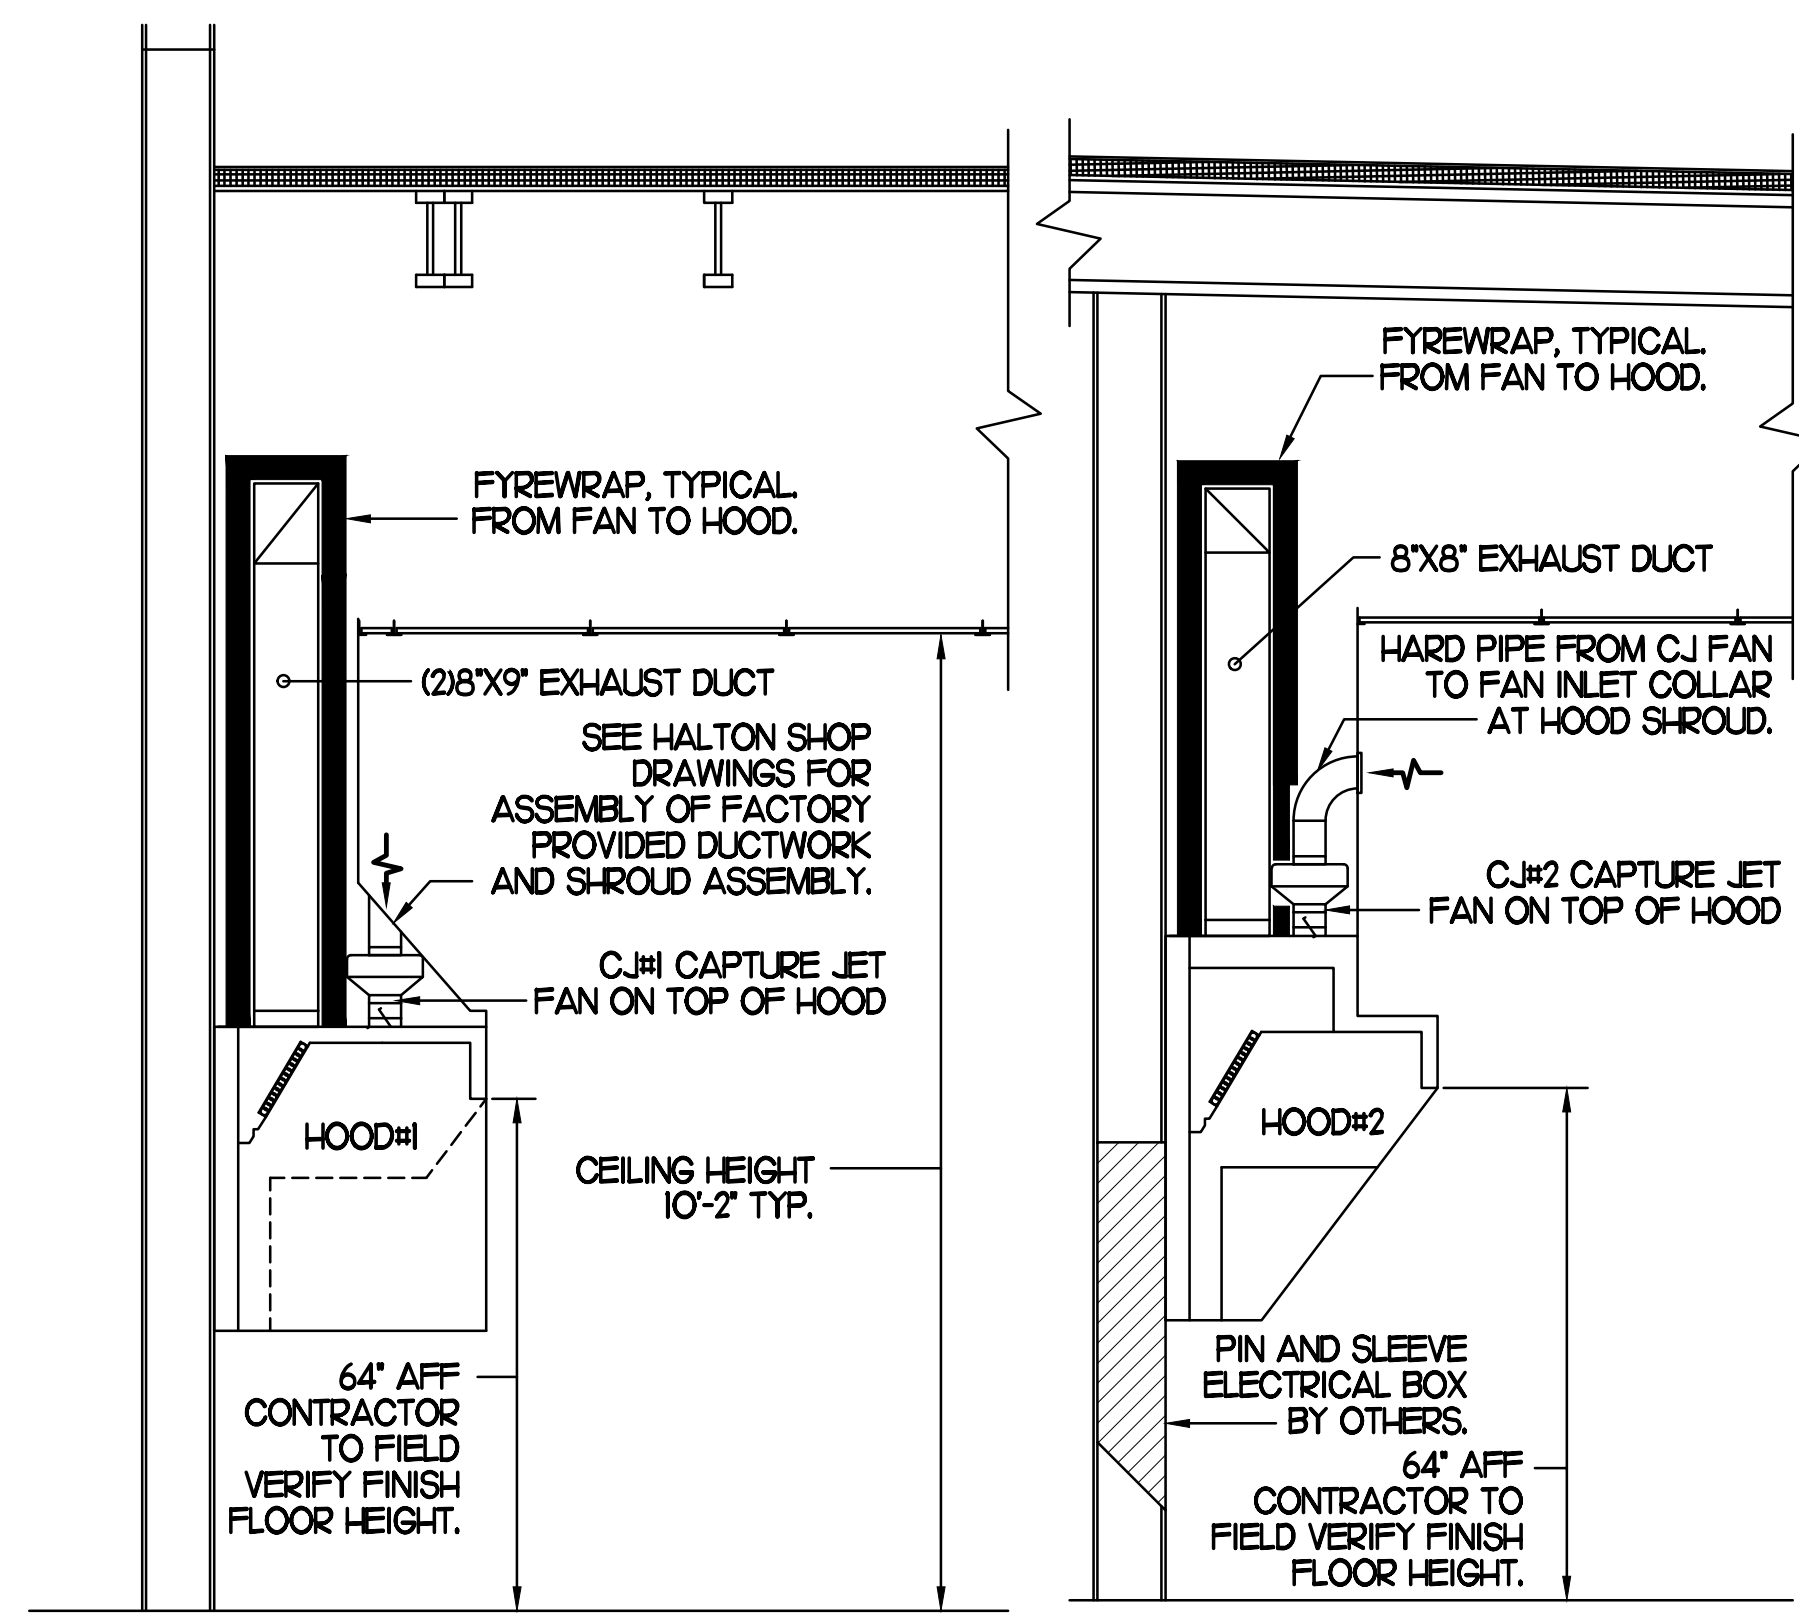 FYREWRAP, TYPICAL.
FROM FAN TO HOOD.
(2)8"X9" EXHAUST DUCT
SEE HALTON SHOP
DRAWINGS FOR
ASSEMBLY OF FACTORY
PROVIDED DUCTWORK
AND SHROUD ASSEMBLY.
CJ#1 CAPTURE JET
FAN ON TOP OF HOOD
HOOD#1
CEILING HEIGHT
10'-2" TYP.
64" AFF
CONTRACTOR
TO FIELD
VERIFY FINISH
FLOOR HEIGHT.
FYREWRAP, TYPICAL.
FROM FAN TO HOOD.
8"X8" EXHAUST DUCT
HARD PIPE FROM CJ FAN
TO FAN INLET COLLAR
AT HOOD SHROUD.
CJ#2 CAPTURE JET
FAN ON TOP OF HOOD
HOOD#2
PIN AND SLEEVE
ELECTRICAL BOX
BY OTHERS.
64" AFF
CONTRACTOR TO
FIELD VERIFY FINISH
FLOOR HEIGHT.